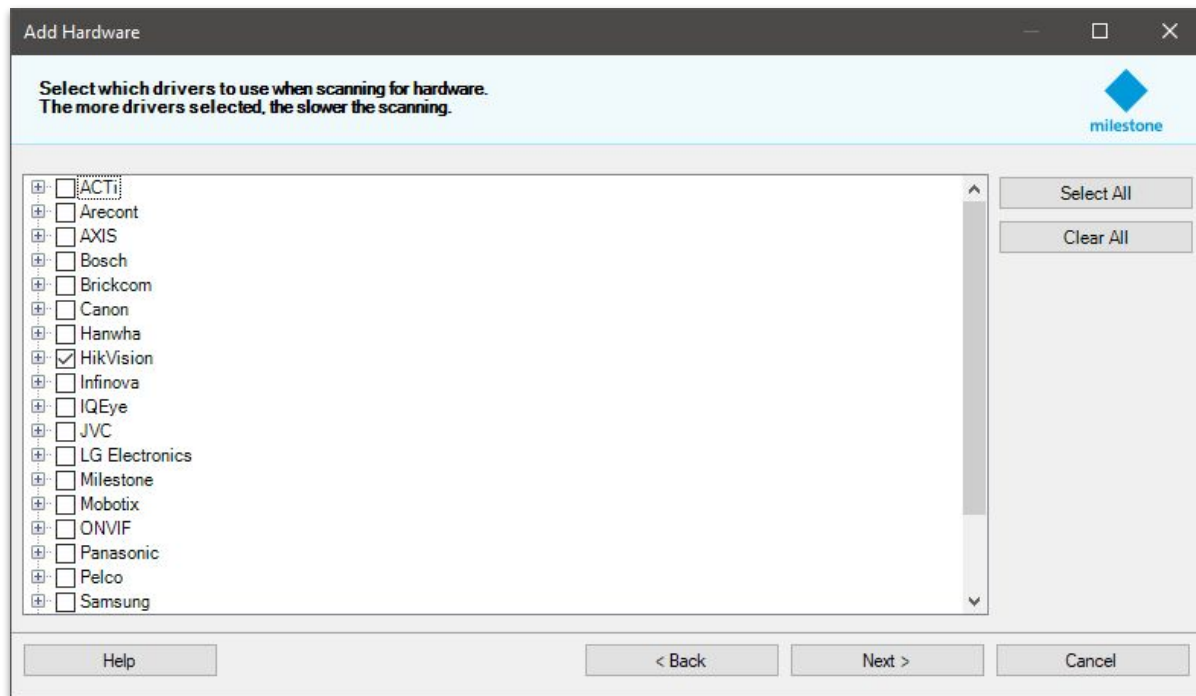 Add Hardware
Select which drivers to use when scanning for hardware.
The more drivers selected, the slower the scanning.
milestone
ACTi
Arecont
AXIS
Bosch
Brickcom
Canon
Hanwha
HikVision
Infinova
IQEye
JVC
LG Electronics
Milestone
Mobotix
ONVIF
Panasonic
Pelco
Samsung
Select All
Clear All
Help
< Back
Next >
Cancel